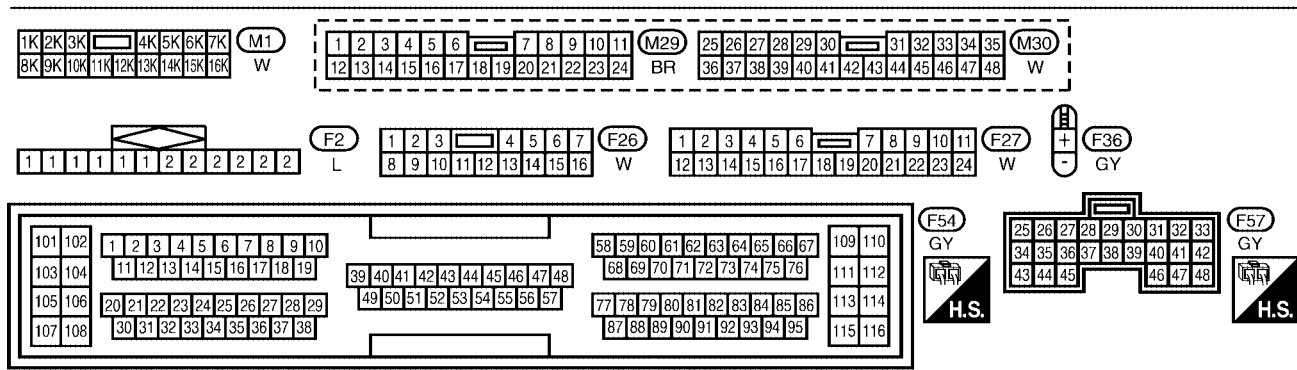 1K 2K 3K 4K 5K 6K 7K M1
8K 9K 10K 11K 12K 13K 14K 15K 16K W
1 2 3 4 5 6 7 8 9 10 11 M29
12 13 14 15 16 17 18 19 20 21 22 23 24 BR
25 26 27 28 29 30 31 32 33 34 35 M30
36 37 38 39 40 41 42 43 44 45 46 47 48 W
F2
1 1 1 1 1 1 2 2 2 2 2 2 L
1 2 3 4 5 6 7 F26
8 9 10 11 12 13 14 15 16 W
1 2 3 4 5 6 7 8 9 10 11 F27
12 13 14 15 16 17 18 19 20 21 22 23 24 W
+ F36
- GY
101 102
103 104
105 106
107 108
1 2 3 4 5 6 7 8 9 10
11 12 13 14 15 16 17 18 19
20 21 22 23 24 25 26 27 28 29
30 31 32 33 34 35 36 37 38
39 40 41 42 43 44 45 46 47 48
49 50 51 52 53 54 55 56 57
58 59 60 61 62 63 64 65 66 67
68 69 70 71 72 73 74 75 76
77 78 79 80 81 82 83 84 85 86
87 88 89 90 91 92 93 94 95
109 110
111 112
113 114
115 116
F54
GY
H.S.
25 26 27 28 29 30 31 32 33
34 35 36 37 38 39 40 41 42
43 44 45 46 47 48
F57
GY
H.S.